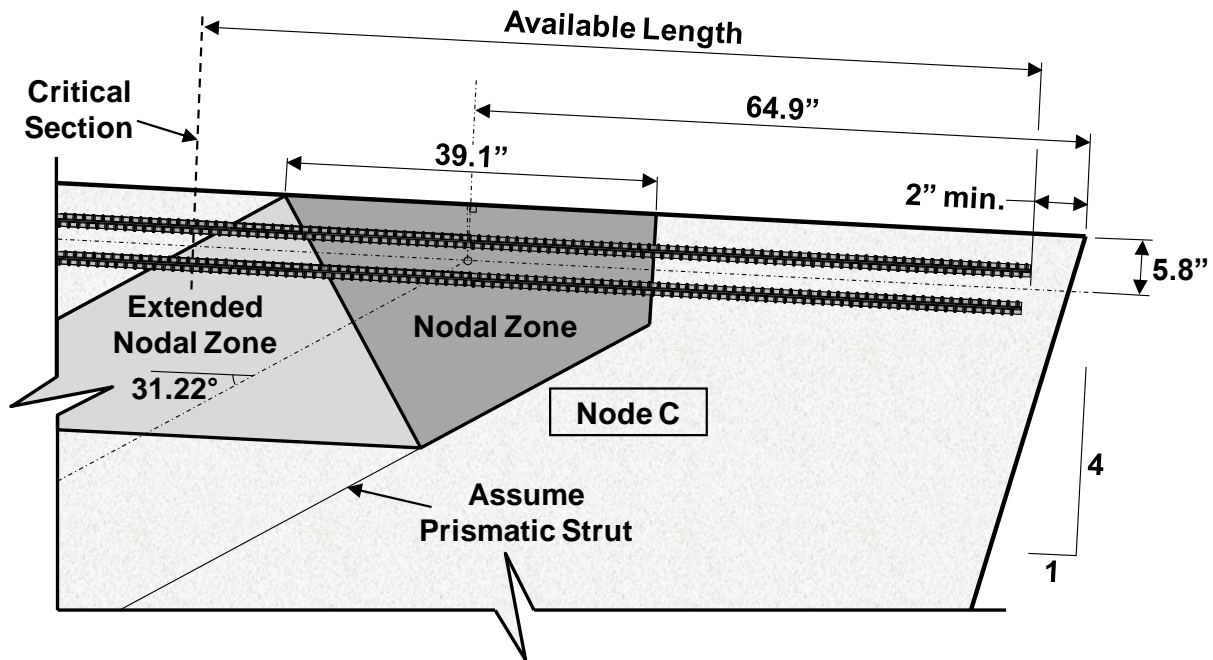 Available Length
Critical
Section
64.9”
39.1”
2” min.
5.8”
Extended
Nodal Zone
Nodal Zone
31.22°
Node C
4
Assume
Prismatic Strut
1